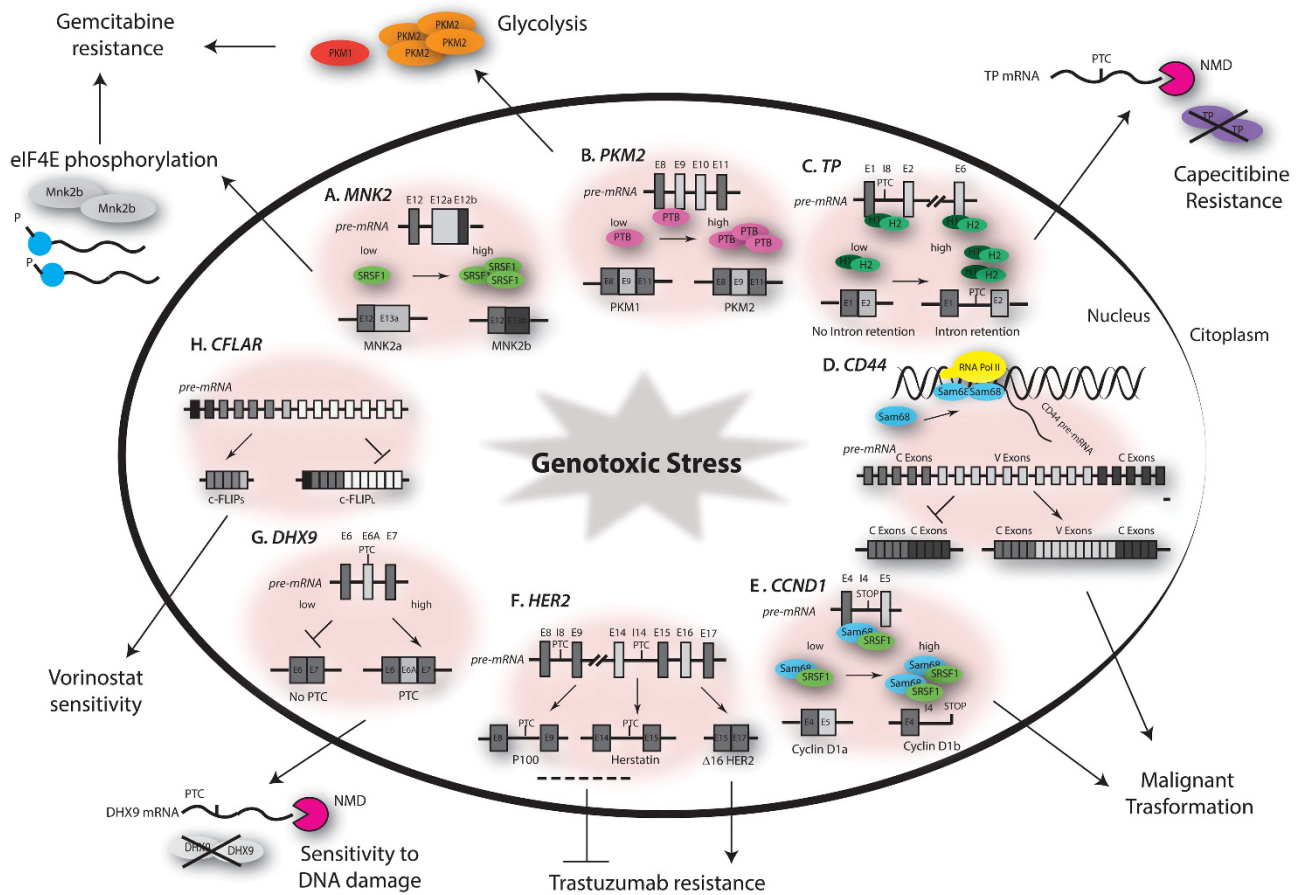 Gemcitabine
resistance
PKM1
PKM2
PKM2
PKM2
PKM2
Glycolysis
TP mRNA
PTC
NMD
TP
TP
Capecitibine
Resistance
eIF4E phosphorylation
Mnk2b
Mnk2b
P
P
A. MNK2
E12 E12a E12b
pre-mRNA
low
high
SRSF1
SRSF1
SRSF1
SRSF1
E12 E13a
E12 E13b
MNK2a
MNK2b
B. PKM2
E8 E9 E10 E11
pre-mRNA
PTB
low
high
PTB
PTB
PTB
PTB
E8 E9 E11
E8 E9 E11
PKM1
PKM2
C. TP
E1 I8 E2 E6
PTC
pre-mRNA
H1 H2
H1 H2
low
high
H1 H2
H1 H2
H1 H2
E1 E2
E1 PTC E2
No Intron retention
Intron retention
Nucleus
Citoplasm
D. CD44
RNA Pol II
Sam68 Sam68
Sam68
CD44 pre-mRNA
pre-mRNA
C Exons V Exons C Exons
C Exons C Exons
C Exons V Exons C Exons
H. CFLAR
pre-mRNA
c-FLIPS
c-FLIPL
Genotoxic Stress
G. DHX9
E6 E6A E7
PTC
pre-mRNA
low
high
E6 E7
E6 E6A E7
No PTC
PTC
F. HER2
E8 I8 E9 E14 I14 E15 E16 E17
PTC PTC
pre-mRNA
PTC PTC
E8 E9 E14 E15 E15 E17
P100
Herstatin
Δ16 HER2
E . CCND1
E4 I4 E5
STOP
pre-mRNA
Sam68
SRSF1
low
high
Sam68
SRSF1
Sam68
SRSF1
Sam68
SRSF1
I4 STOP
E4 E5
E4
Cyclin D1a
Cyclin D1b
Vorinostat
sensitivity
Malignant
Trasformation
PTC
DHX9 mRNA
NMD
DHX9
DHX9
Sensitivity to
DNA damage
Trastuzumab resistance